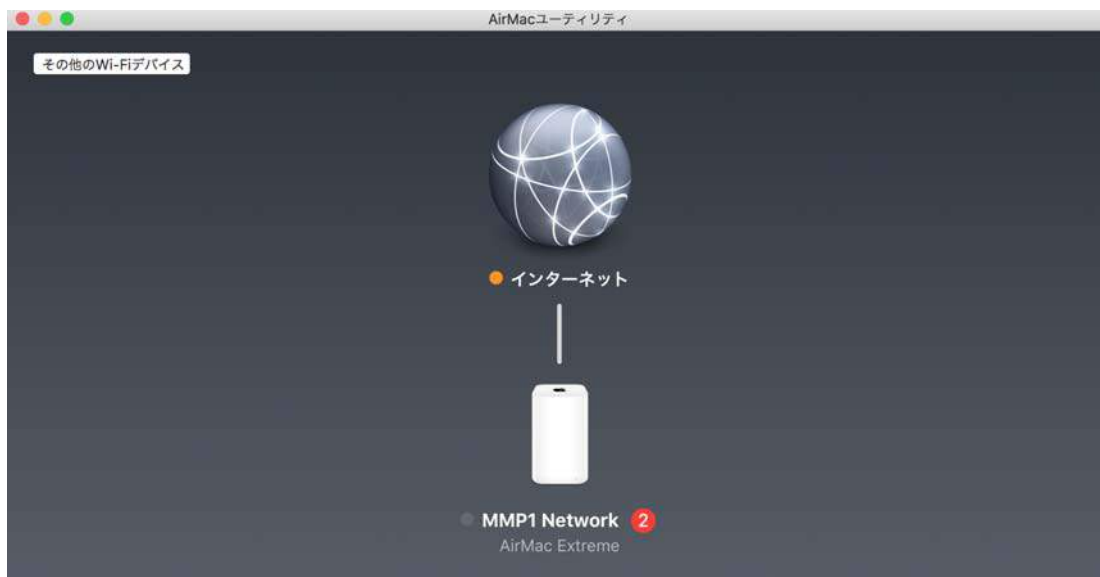 AirMacユーティリティ
その他のWi-Fiデバイス
インターネット
MMP1 Network 2
AirMac Extreme